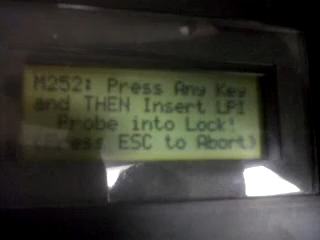 M252: Press Any Key
and THEN Insert LPI
Probe into Lock!
(Press ESC to Abort)